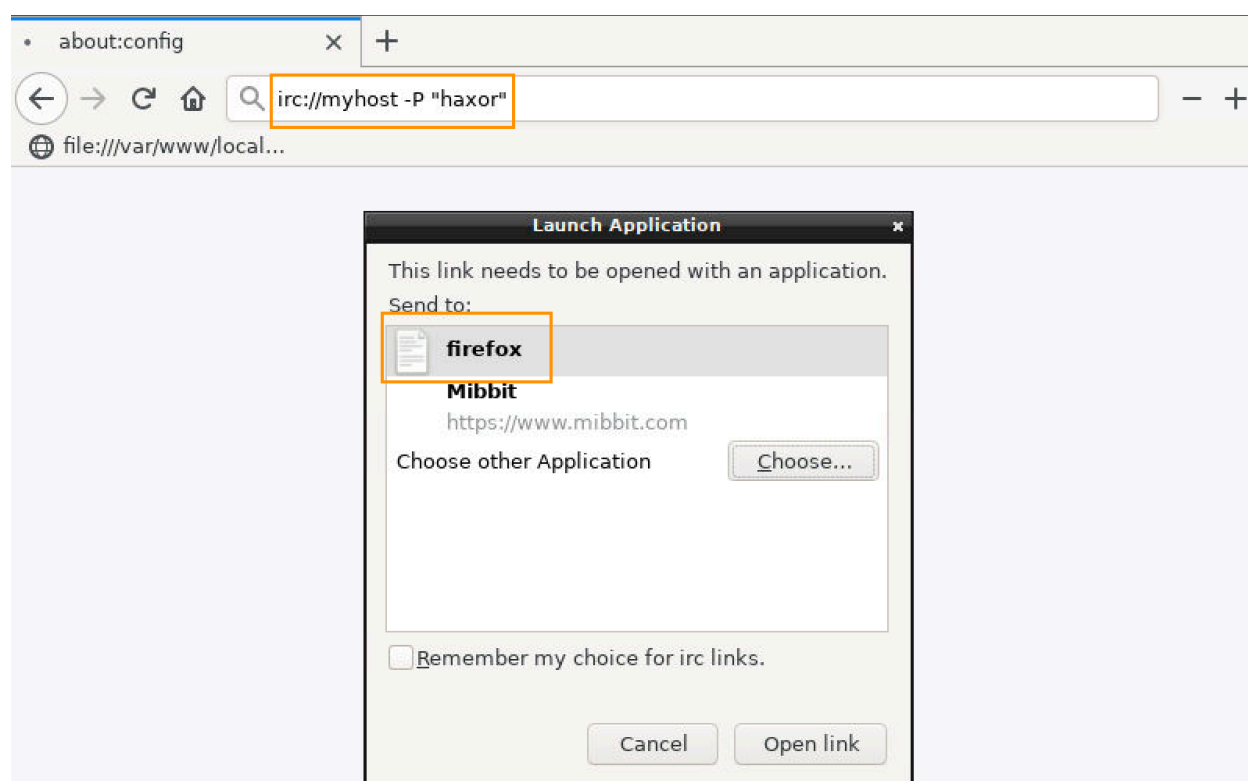 about:config
irc://myhost -P "haxor"
file:///var/www/local...
Launch Application
This link needs to be opened with an application.
Send to:
firefox
Mibbit
https://www.mibbit.com
Choose other Application
Choose...
Remember my choice for irc links.
Cancel
Open link